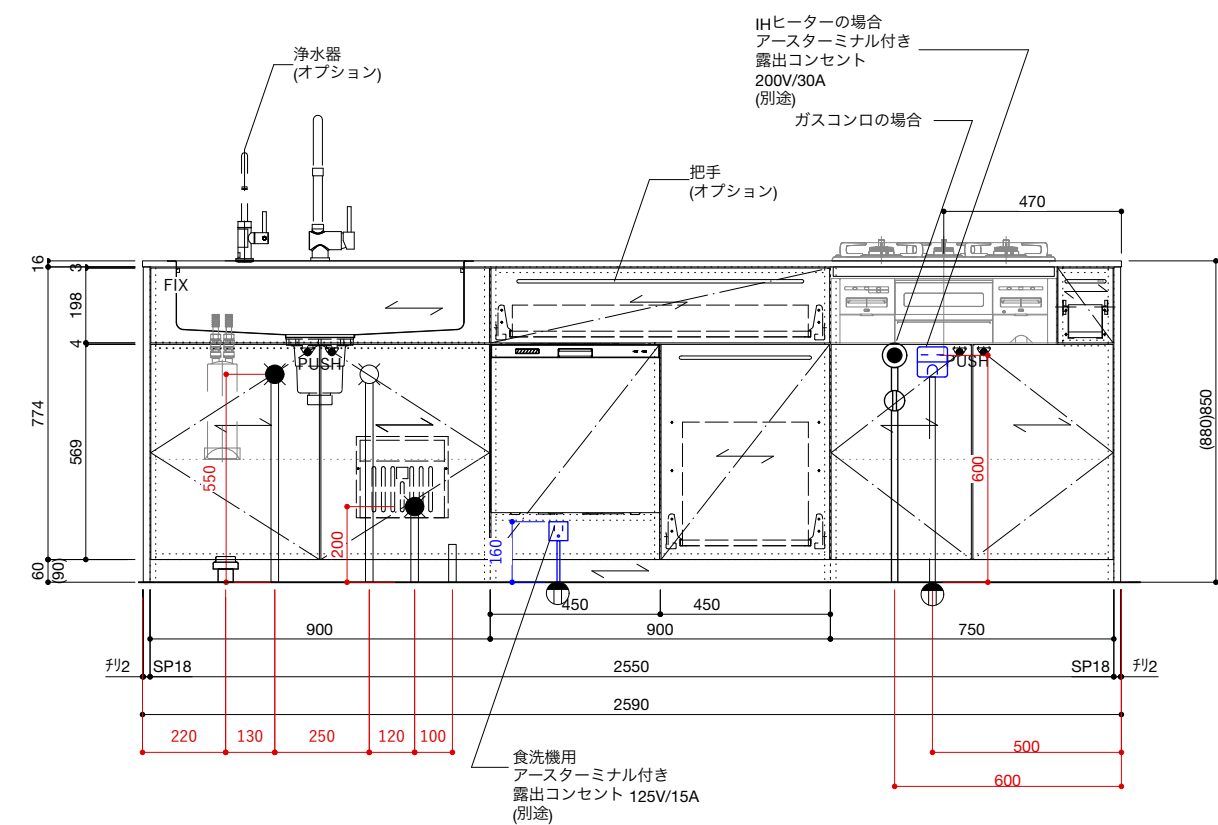 IHヒーターの場合
アースターミナル付き
露出コンセント
200V/30A
(別途)
浄水器
(オプション)
ガスコンロの場合
把手
(オプション)
470
16
3
198
4
774
569
60
(90)
FIX
PUSH
PUSH
550
200
160
600
(880)850
450
450
900
900
750
ﾁﾘ2
SP18
2550
SP18
ﾁﾘ2
2590
220
130
250
120
100
500
600
食洗機用
アースターミナル付き
露出コンセント 125V/15A
(別途)